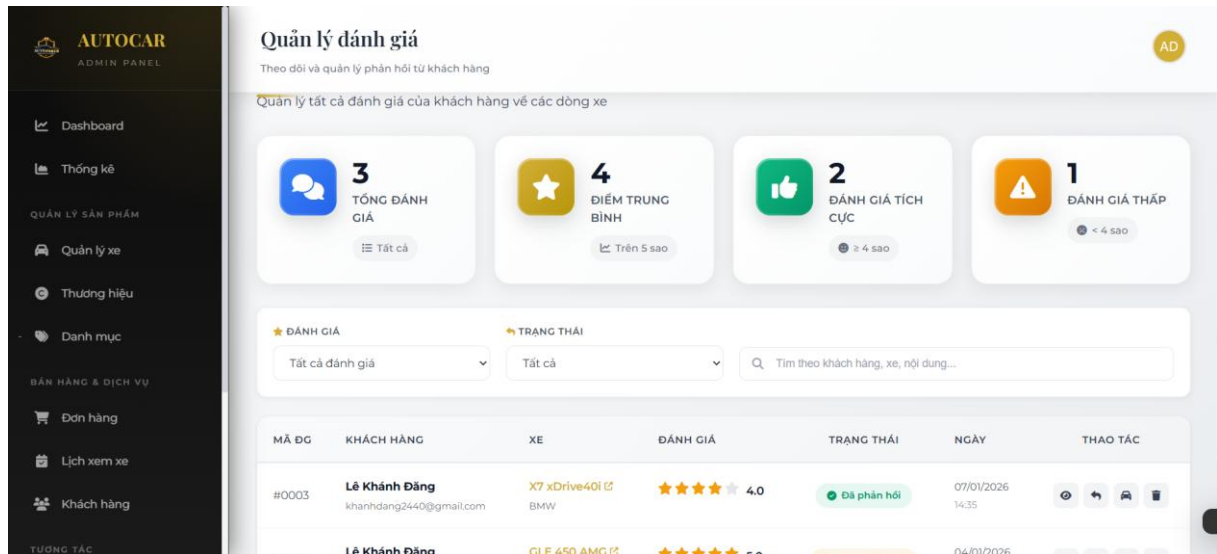 AUTOCAR
ADMIN PANEL
Dashboard
Thống kê
QUẢN LÝ SẢN PHẨM
Quản lý xe
Thương hiệu
Danh mục
BÁN HÀNG & DỊCH VỤ
Đơn hàng
Lịch xem xe
Khách hàng
TƯƠNG TÁC
Quản lý đánh giá
Theo dõi và quản lý phản hồi từ khách hàng
AD
Quản lý tất cả đánh giá của khách hàng về các dòng xe
3
TỔNG ĐÁNH
GIÁ
Tất cả
4
ĐIỂM TRUNG
BÌNH
Trên 5 sao
2
ĐÁNH GIÁ TÍCH
CỰC
≥ 4 sao
1
ĐÁNH GIÁ THẤP
< 4 sao
ĐÁNH GIÁ
TRẠNG THÁI
Tất cả đánh giá
Tất cả
Tìm theo khách hàng, xe, nội dung...
MÃ ĐG KHÁCH HÀNG XE ĐÁNH GIÁ TRẠNG THÁI NGÀY THAO TÁC
#0003
Lê Khánh Đăng
khanhdang2440@gmail.com
X7 xDrive40i
BMW
4.0
Đã phản hồi
07/01/2026
14:35
Lê Khánh Đăng
GLE 450 AMG
5.0
04/01/2026